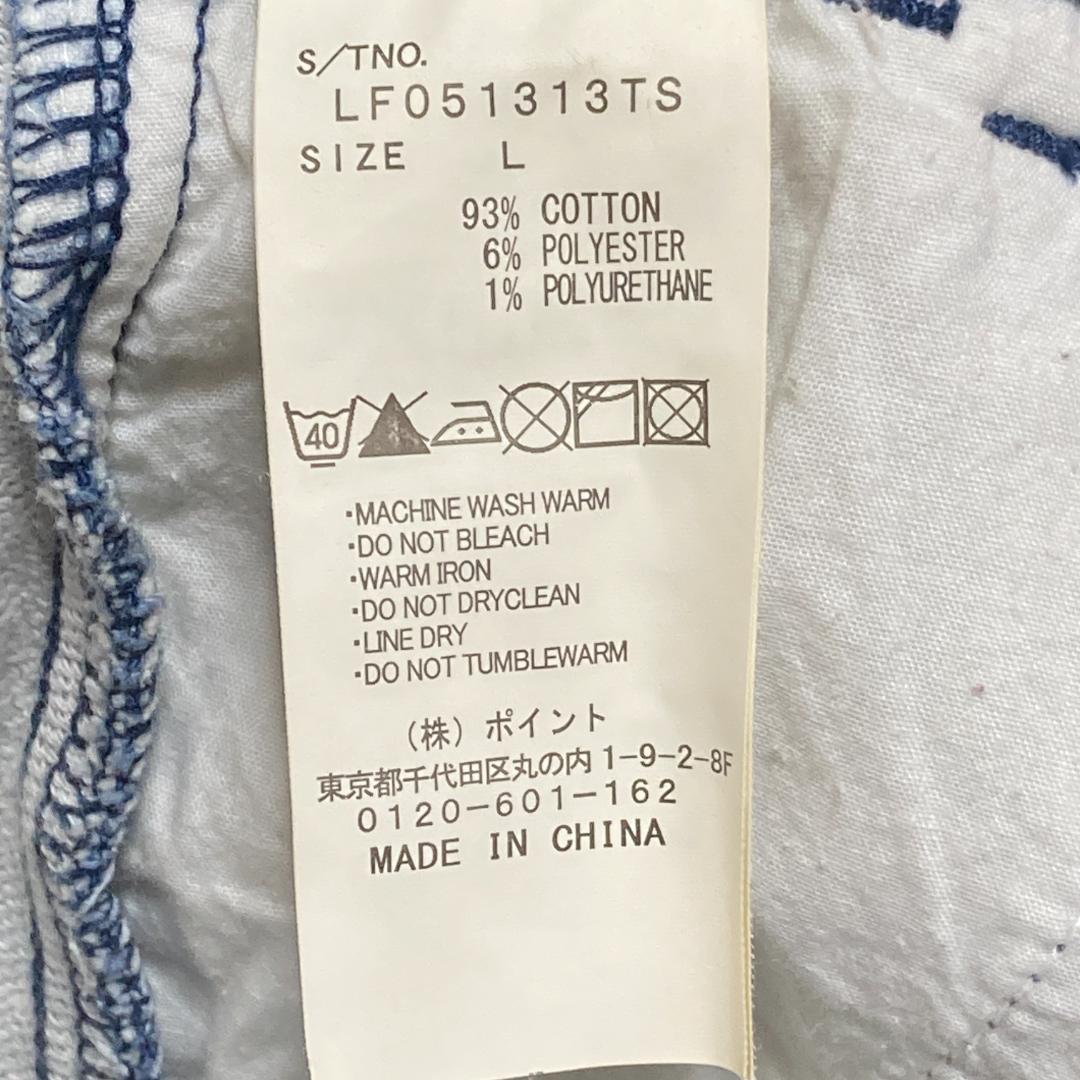 S/TNO.
LF051313TS
SIZE L
93% COTTON
6% POLYESTER
1% POLYURETHANE
40
・MACHINE WASH WARM
・DO NOT BLEACH
・WARM IRON
・DO NOT DRYCLEAN
・LINE DRY
・DO NOT TUMBLEWARM
（株）ポイント
東京都千代田区丸の内1-9-2-8F
0120-601-162
MADE IN CHINA